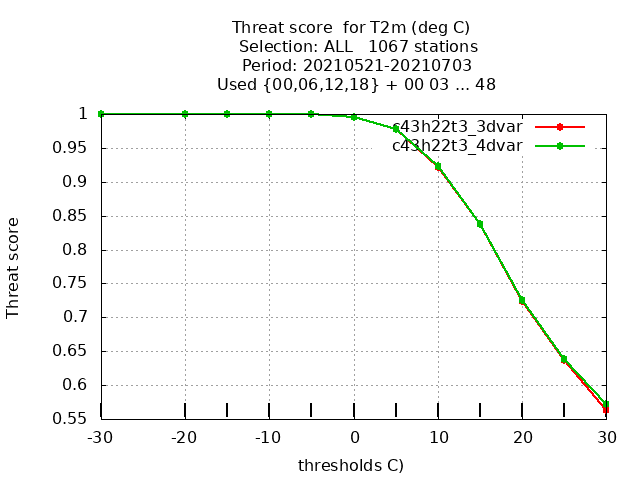 Threat score  for T2m (deg C)
Selection: ALL   1067 stations
Period: 20210521-20210703
Used {00,06,12,18} + 00 03 ... 48
c43h22t3_3dvar
c43h22t3_4dvar
Threat score
1
0.95
0.9
0.85
0.8
0.75
0.7
0.65
0.6
0.55
-30
-20
-10
0
10
20
30
thresholds C)